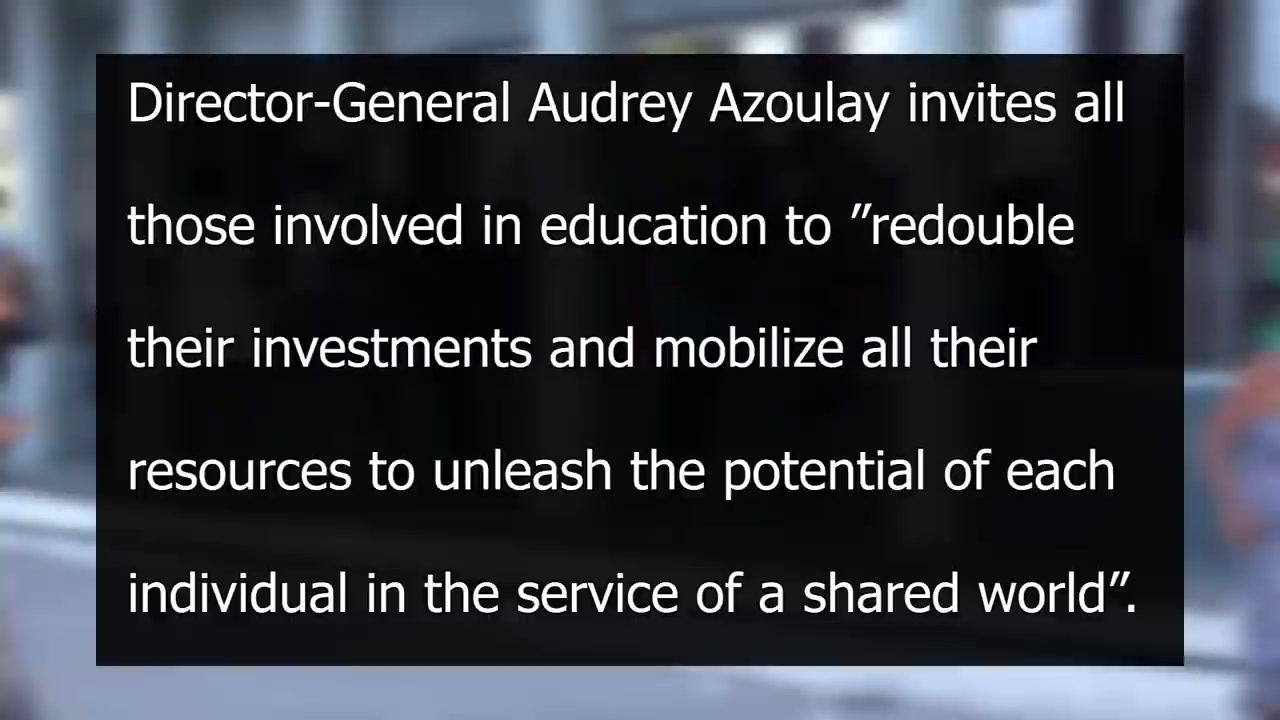 Director-General Audrey Azoulay invites all
those involved in education to ”redouble
their investments and mobilize all their
resources to unleash the potential of each
individual in the service of a shared world”.